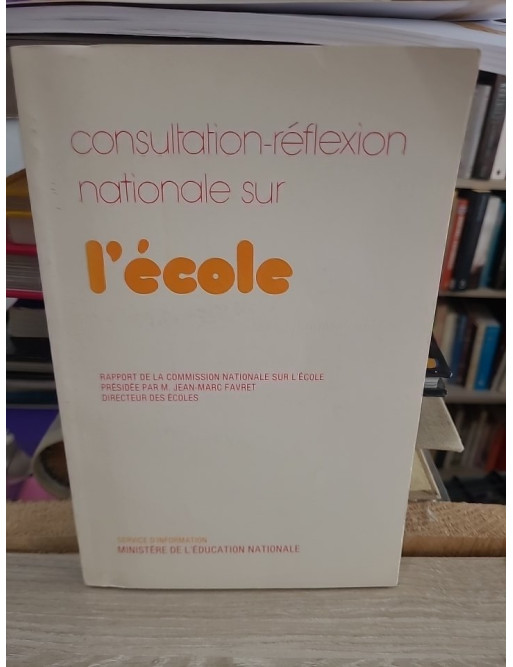 consultation-réflexion
nationale sur
l'école
RAPPORT DE LA COMMISSION NATIONALE SUR L'ÉCOLE
PRÉSIDÉE PAR M. JEAN-MARC FAVRET
DIRECTEUR DES ÉCOLES
SERVICE D'INFORMATION
MINISTÈRE DE L'ÉDUCATION NATIONALE